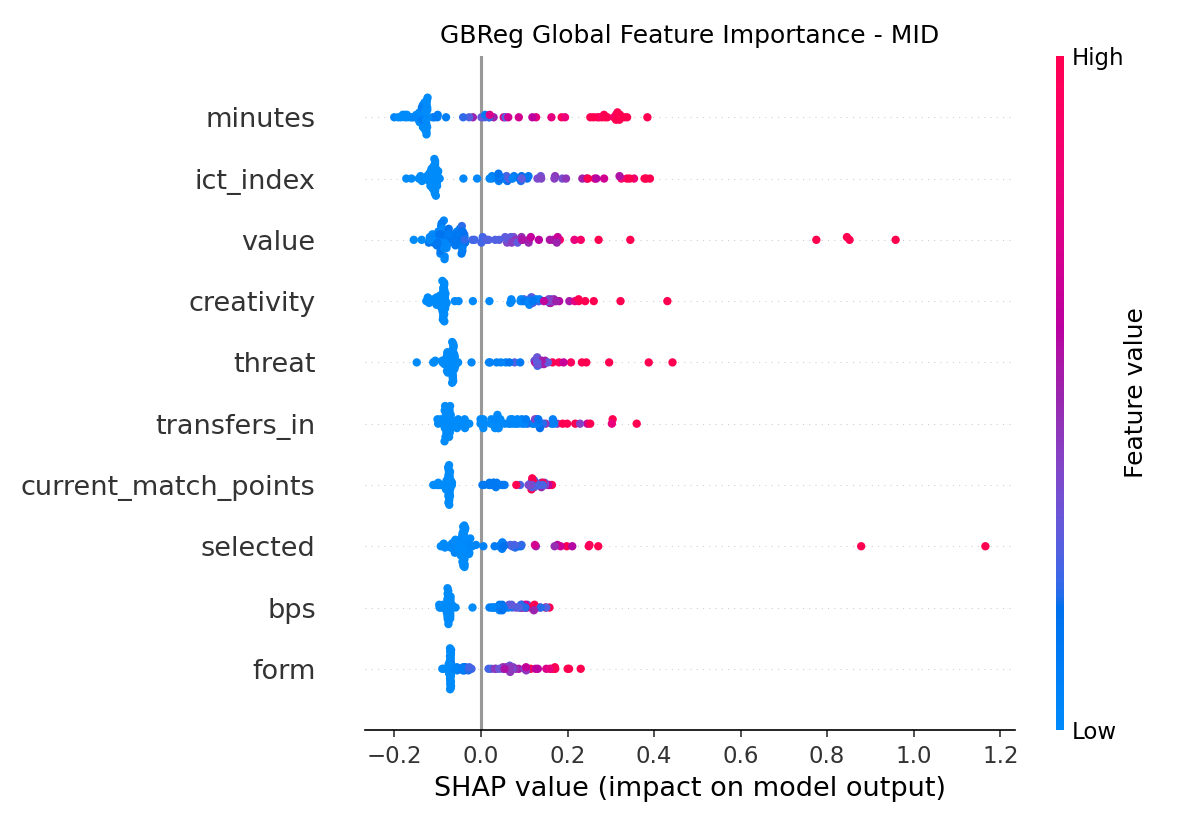 GBReg Global Feature Importance - MID
High
minutes
ict_index
value
creativity
threat
transfers_in
current_match_points
selected
bps
form
Feature value
Low
−0.2 0.0 0.2 0.4 0.6 0.8 1.0 1.2
SHAP value (impact on model output)